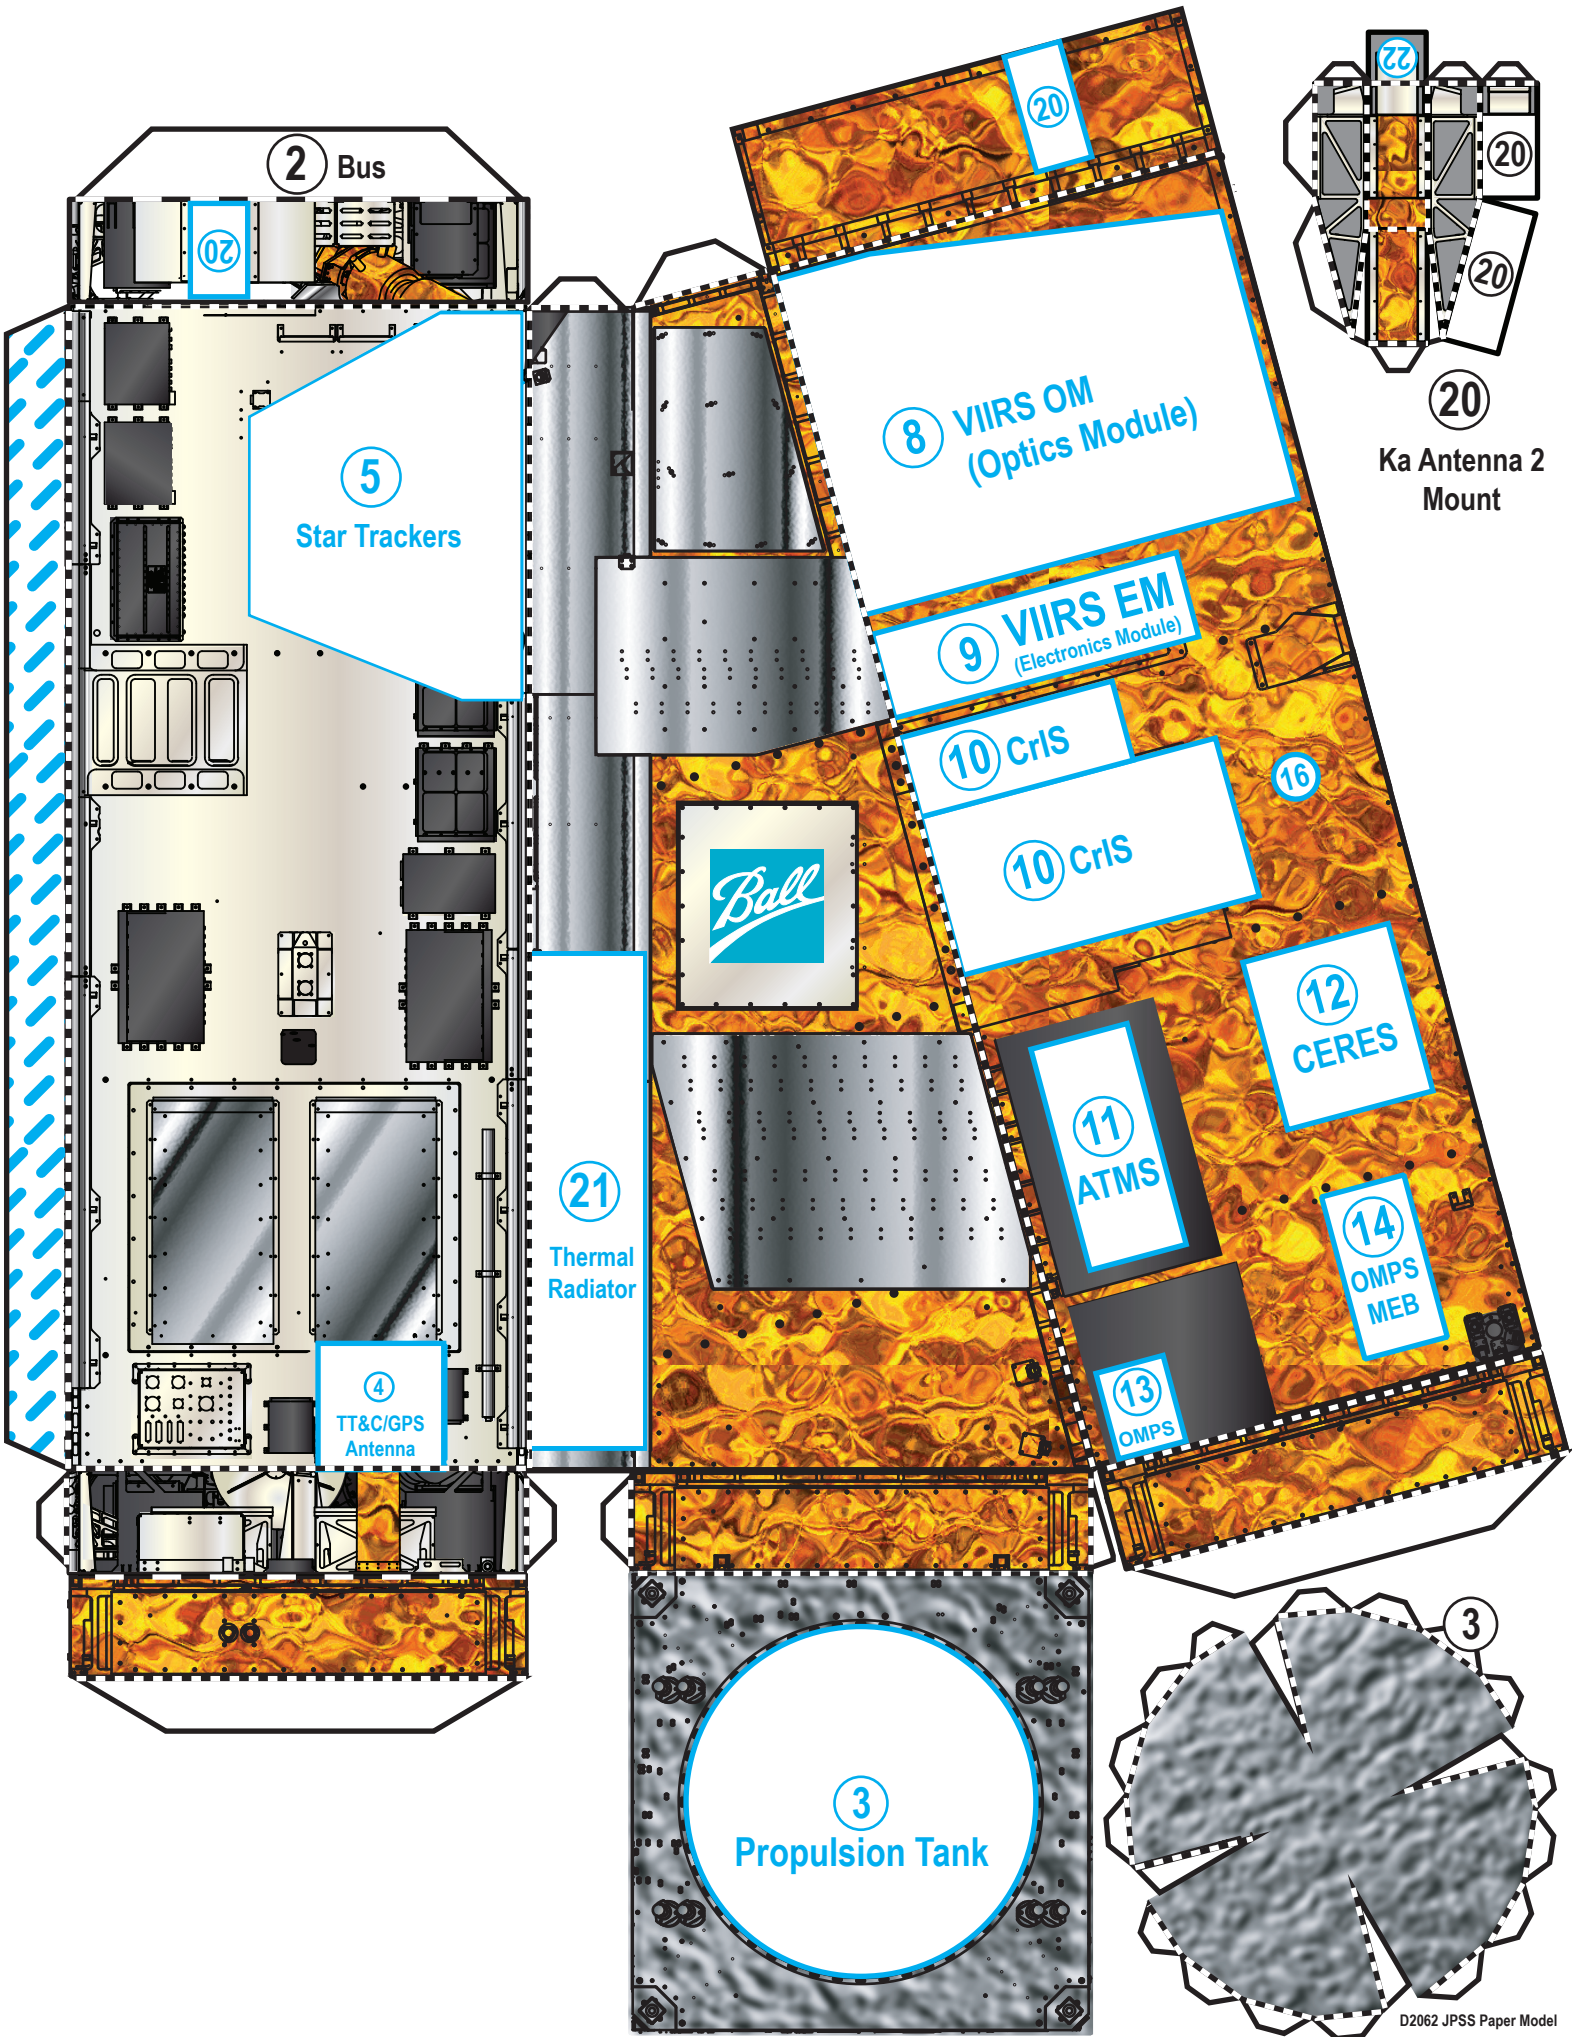 2 Bus
20
20
22
20
20
20
Ka Antenna 2
Mount
5
Star Trackers
8 VIIRS OM
(Optics Module)
9 VIIRS EM
(Electronics Module)
10 CrIS
10 CrIS
16
Ball
12
CERES
11
ATMS
21
Thermal
Radiator
14
OMPS
MEB
4
TT&C/GPS
Antenna
13
OMPS
3
3
Propulsion Tank
D2062 JPSS Paper Model